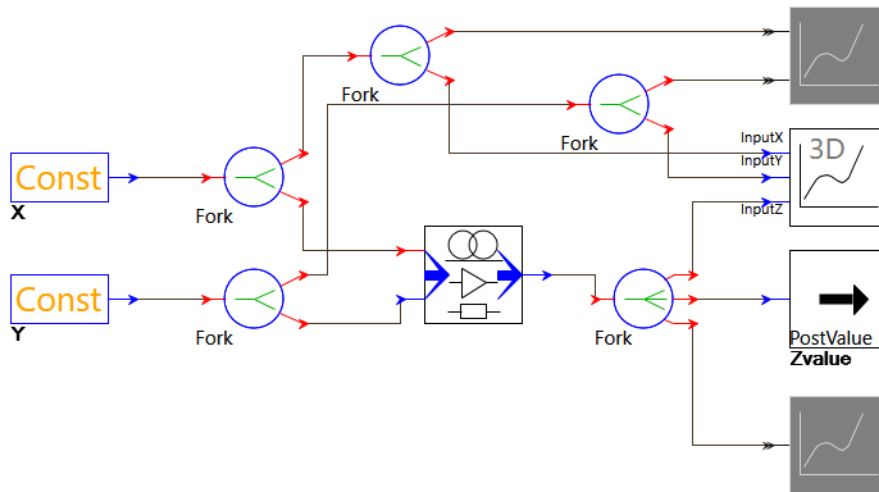 Fork
Fork
InputX
3D
InputY
Const
X
Fork
InputZ
Const
Y
Fork
Fork
PostValue
Zvalue